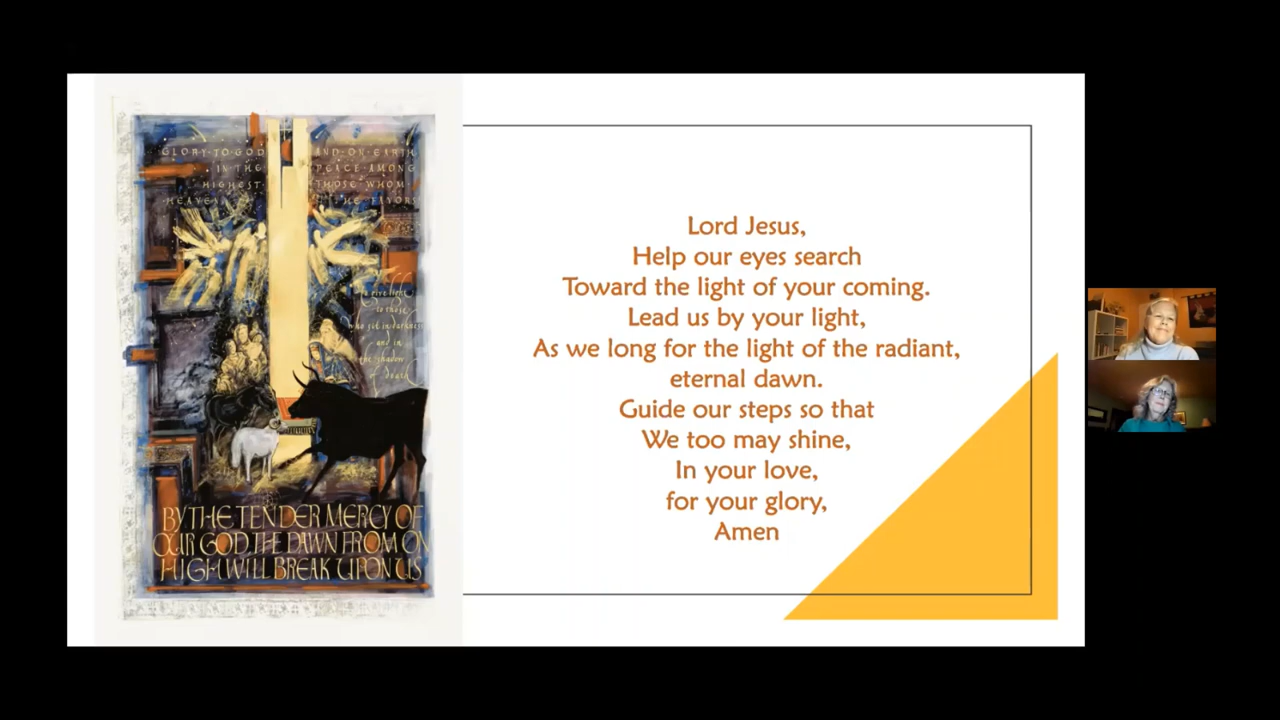 GLORY·TO·GOD
IN·THE
HIGHEST·
HEAVEN
AND·ON·EARTH
PEACE·AMONG
THOSE·WHOM·
HE·FAVORS
to give light
to those
who sit in darkness
and in
the shadow
of death
BY THE TENDER MERCY OF
OUR GOD THE DAWN FROM ON
HIGH WILL BREAK UPON US
Lord Jesus,
Help our eyes search
Toward the light of your coming.
Lead us by your light,
As we long for the light of the radiant,
eternal dawn.
Guide our steps so that
We too may shine,
In your love,
for your glory,
Amen